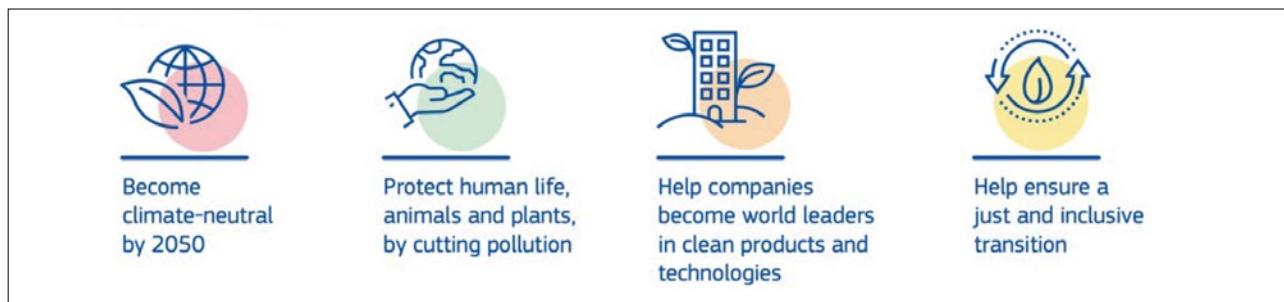 Become
climate-neutral
by 2050
Protect human life,
animals and plants,
by cutting pollution
Help companies
become world leaders
in clean products and
technologies
Help ensure a
just and inclusive
transition